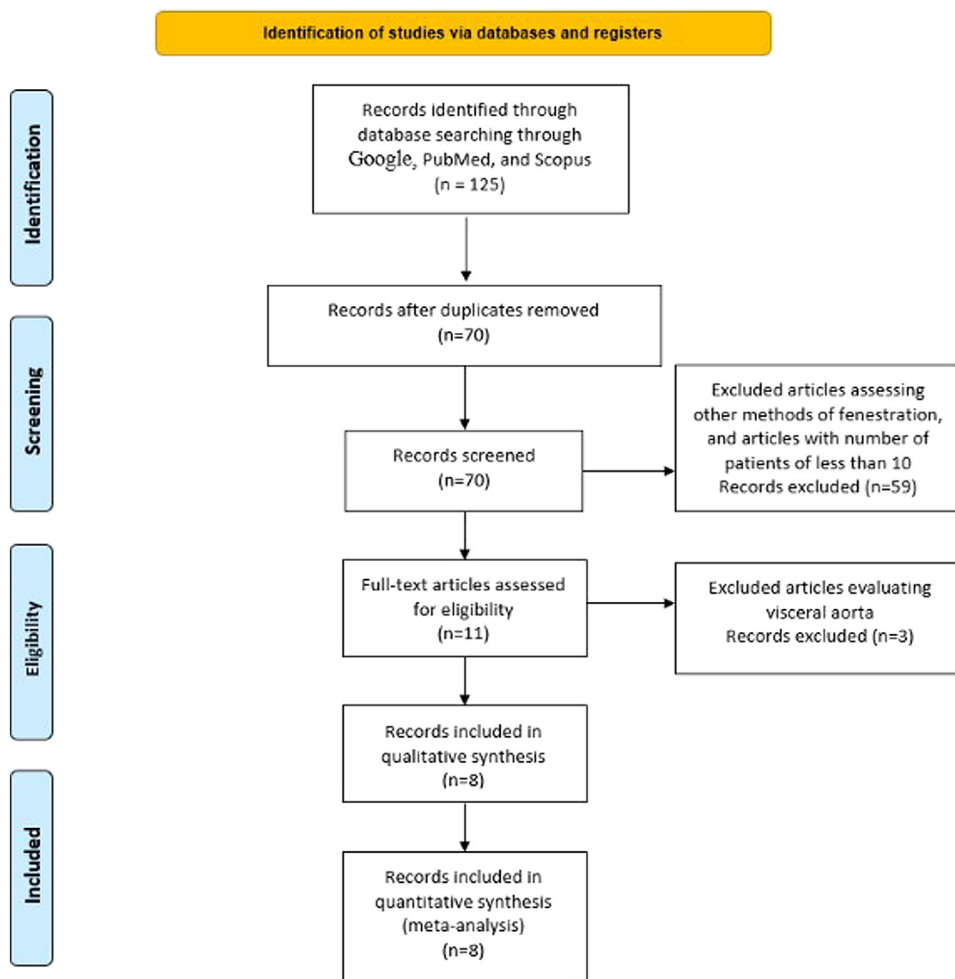 Identification of studies via databases and registers
Identification
Records identified through
database searching through
Google, PubMed, and Scopus
(n = 125)
Records after duplicates removed
(n=70)
Screening
Records screened
(n=70)
Excluded articles assessing
other methods of fenestration,
and articles with number of
patients of less than 10
Records excluded (n=59)
Eligibility
Full-text articles assessed
for eligibility
(n=11)
Excluded articles evaluating
visceral aorta
Records excluded (n=3)
Records included in
qualitative synthesis
(n=8)
Included
Records included in
quantitative synthesis
(meta-analysis)
(n=8)